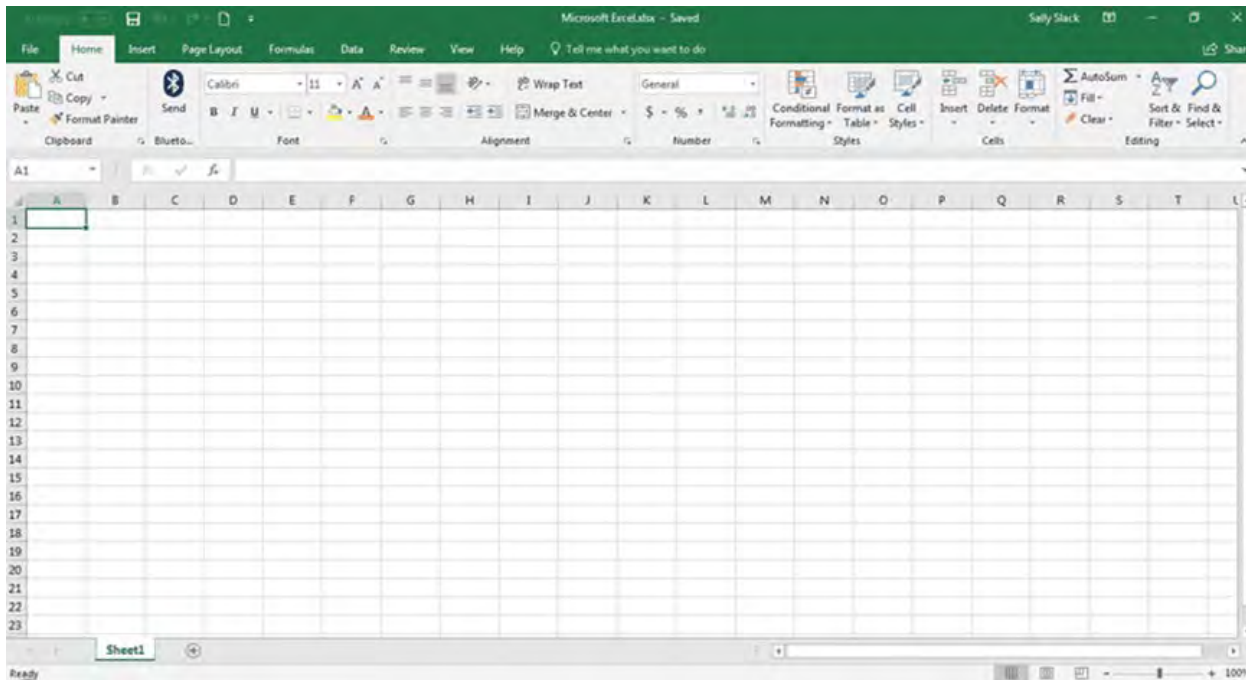 Microsoft Excel.xlsx - Saved
Sally Slack
File Home Insert Page Layout Formulas Data Review View Help Tell me what you want to do Shar
Paste
Cut
Copy
Format Painter
Clipboard
Send
Blueto...
Calibri 11 A A
B I U A
Font
Wrap Text
Merge & Center
Alignment
General
$ % ,
Number
Conditional Formatting
Format as Table
Cell Styles
Styles
Insert Delete Format
Cells
AutoSum
Fill
Clear
Sort & Filter
Find & Select
Editing
A1 fx
A B C D E F G H I J K L M N O P Q R S T
1
2
3
4
5
6
7
8
9
10
11
12
13
14
15
16
17
18
19
20
21
22
23
Sheet1
Ready
100%